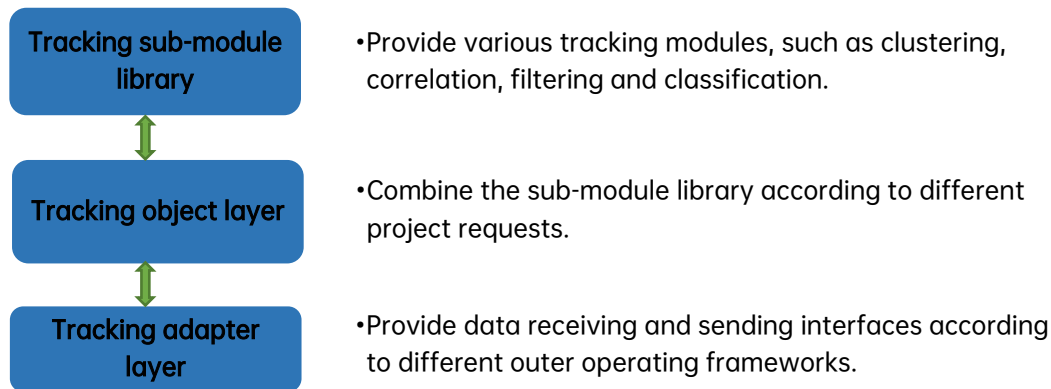 Tracking sub-module
library
•Provide various tracking modules, such as clustering,
correlation, filtering and classification.
Tracking object layer
•Combine the sub-module library according to different
project requests.
Tracking adapter
layer
•Provide data receiving and sending interfaces according
to different outer operating frameworks.